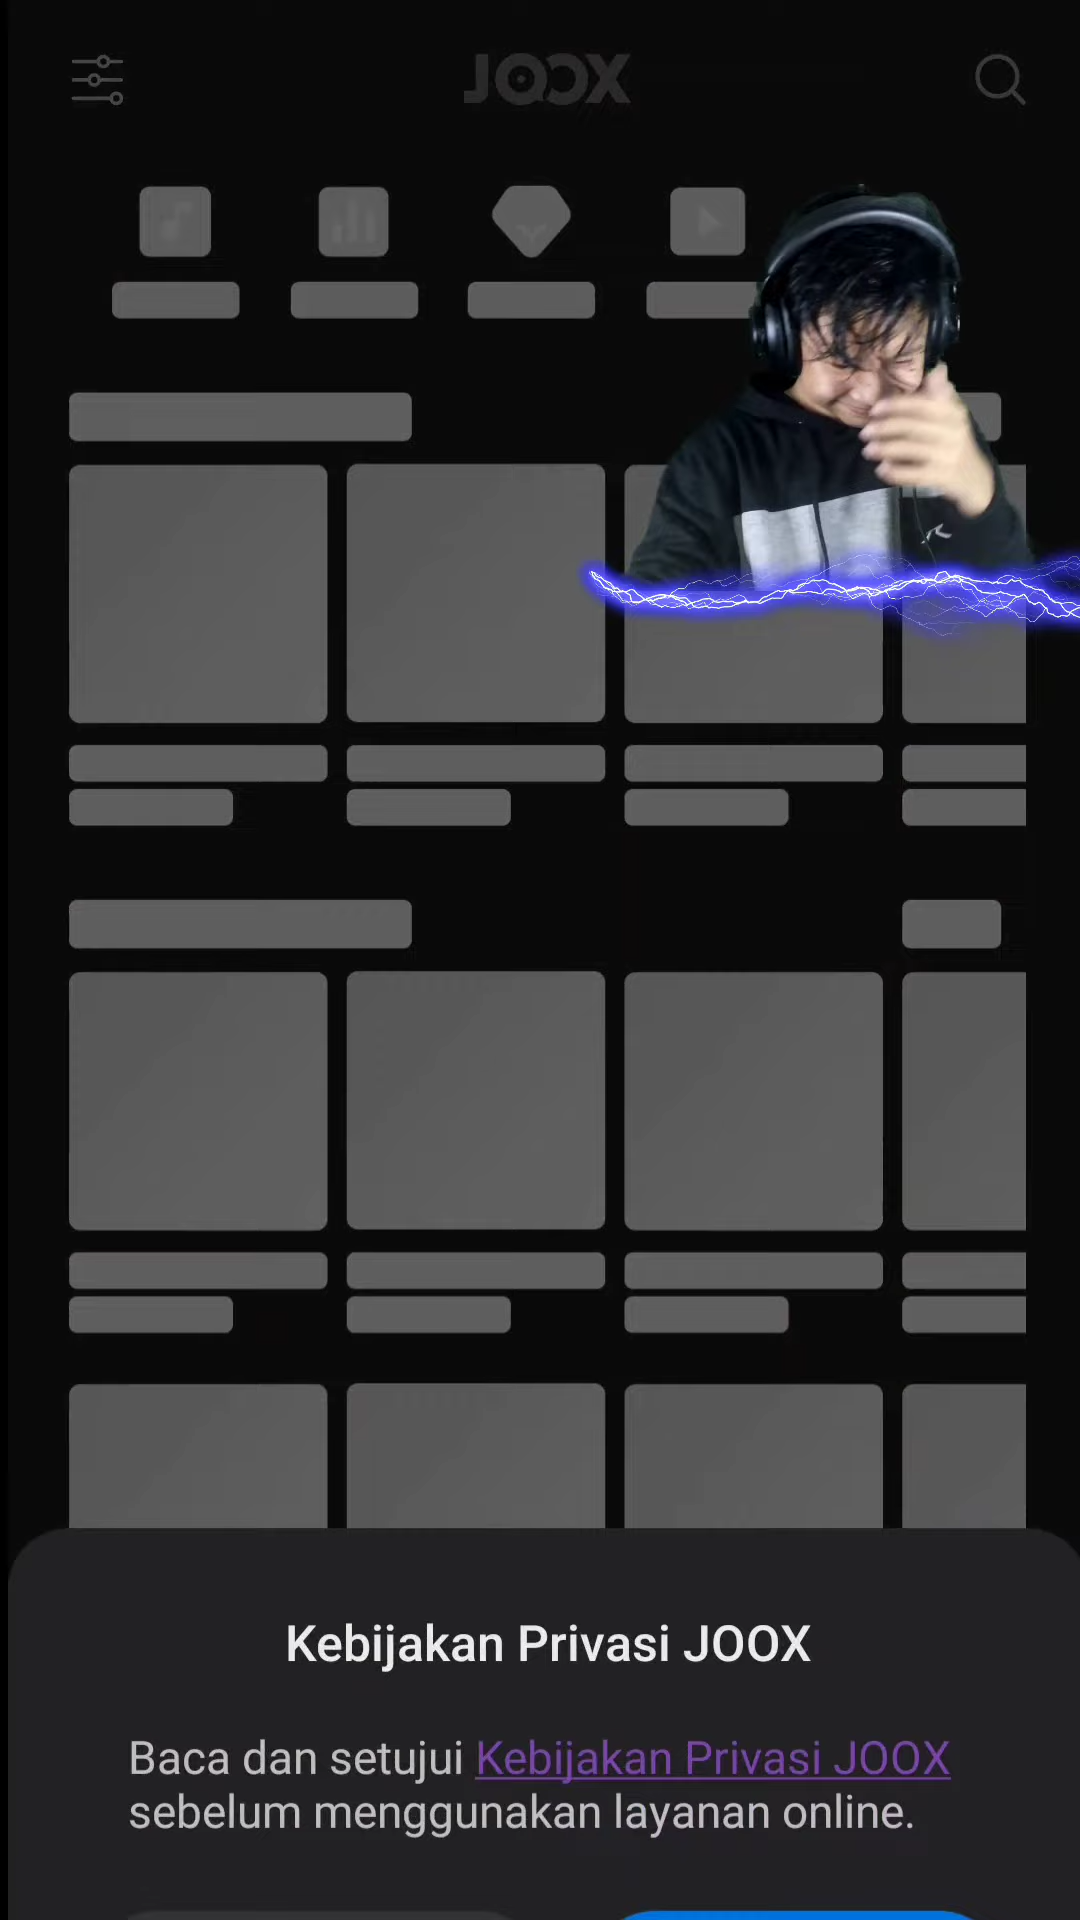 JOOX
Kebijakan Privasi JOOX
Baca dan setujui Kebijakan Privasi JOOX
sebelum menggunakan layanan online.